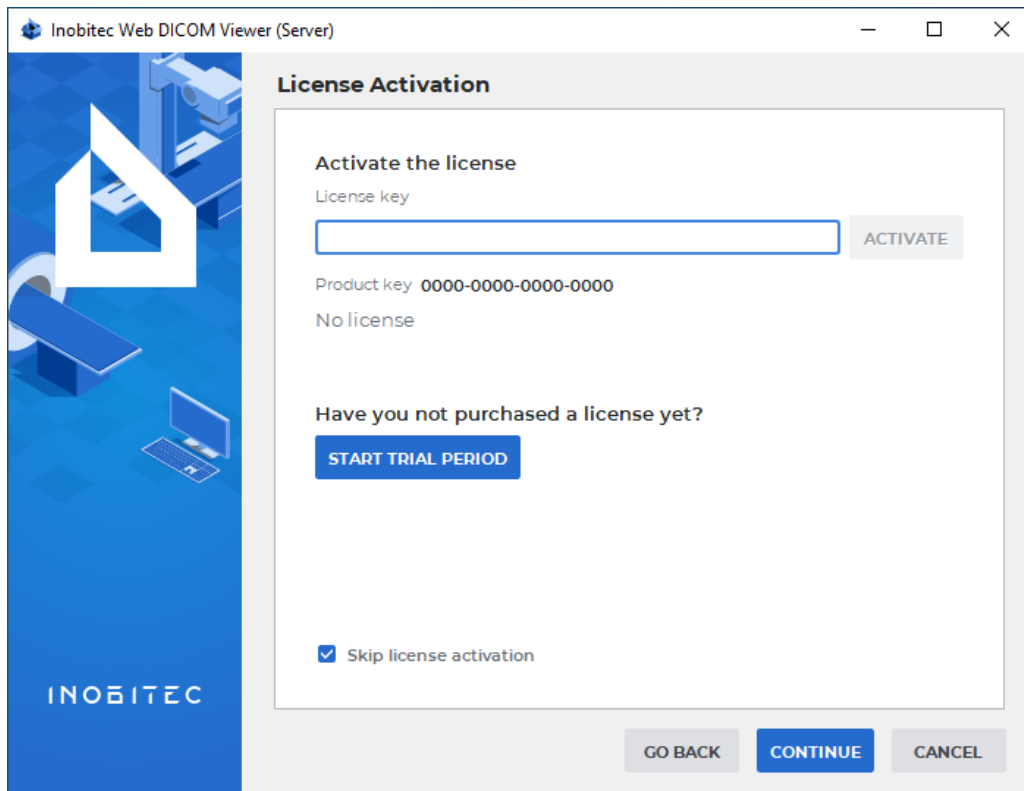 Inobitec Web DICOM Viewer (Server)
License Activation
Activate the license
License key
ACTIVATE
Product key 0000-0000-0000-0000
No license
Have you not purchased a license yet?
START TRIAL PERIOD
Skip license activation
INOBITEC
GO BACK CONTINUE CANCEL